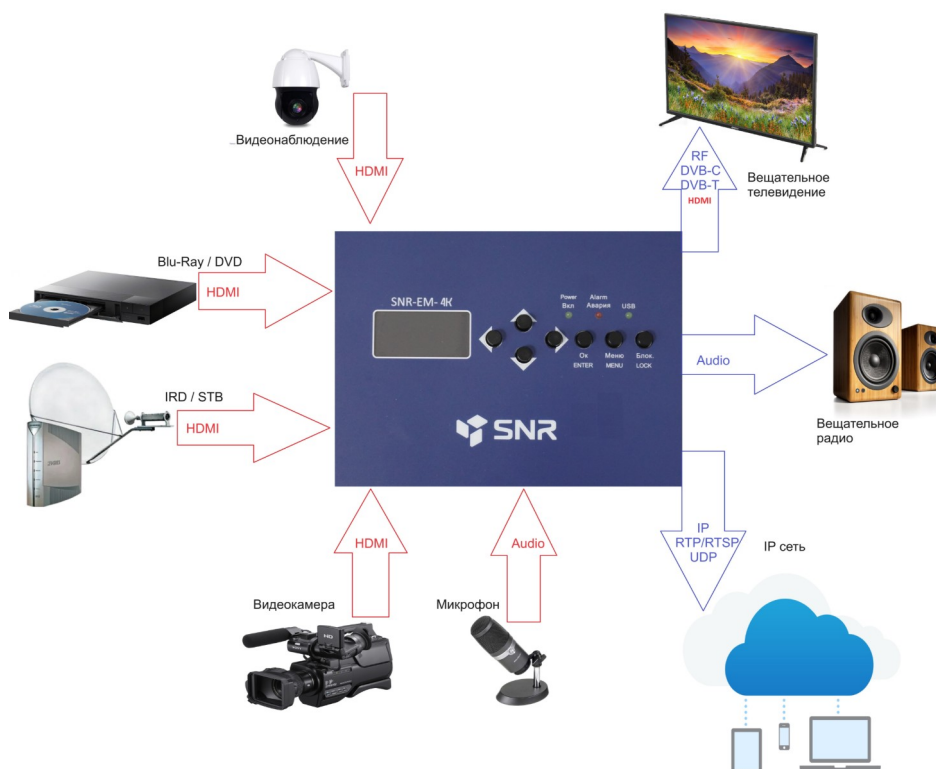 Видеонаблюдение
HDMI
RF
DVB-C
DVB-T
HDMI
Вещательное
телевидение
Blu-Ray / DVD
HDMI
SNR-EM-4K
Power
Вкл
Alarm
Авария
USB
Ок
ENTER
Меню
MENU
Блок.
LOCK
Audio
Вещательное
радио
IRD / STB
HDMI
SNR
HDMI
Audio
IP
RTP/RTSP
UDP
IP сеть
Видеокамера
Микрофон
HD